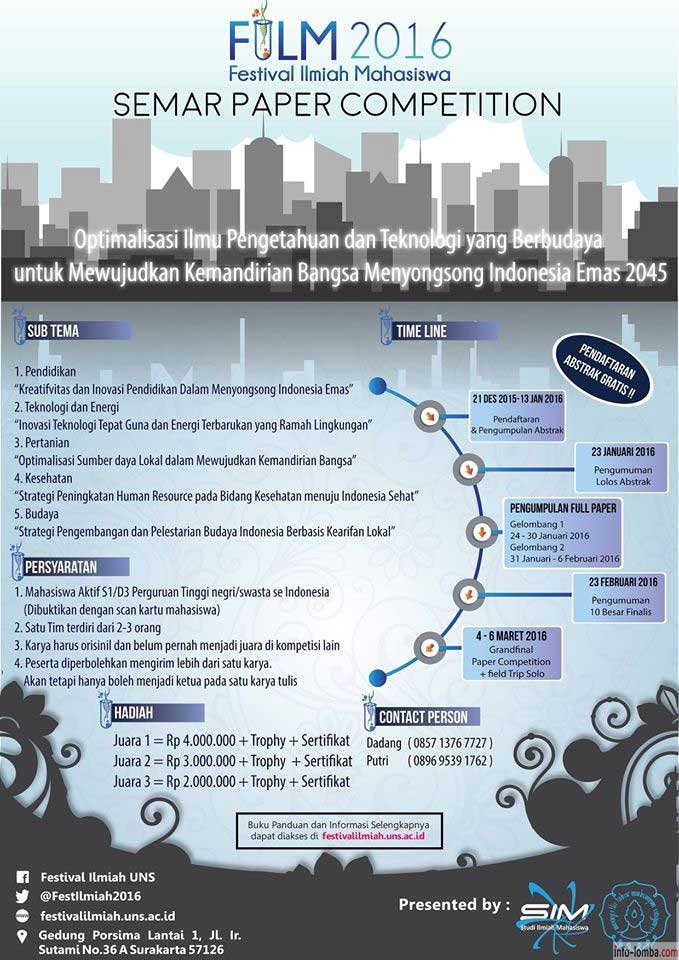 FILM 2016
Festival Ilmiah Mahasiswa
SEMAR PAPER COMPETITION
Optimalisasi Ilmu Pengetahuan dan Teknologi yang Berbudaya
untuk Mewujudkan Kemandirian Bangsa Menyongsong Indonesia Emas 2045
SUB TEMA
1. Pendidikan
“Kreatifvitas dan Inovasi Pendidikan Dalam Menyongsong Indonesia Emas”
2. Teknologi dan Energi
“Inovasi Teknologi Tepat Guna dan Energi Terbarukan yang Ramah Lingkungan”
3. Pertanian
“Optimalisasi Sumber daya Lokal dalam Mewujudkan Kemandirian Bangsa”
4. Kesehatan
“Strategi Peningkatan Human Resource pada Bidang Kesehatan menuju Indonesia Sehat”
5. Budaya
“Strategi Pengembangan dan Pelestarian Budaya Indonesia Berbasis Kearifan Lokal”
PERSYARATAN
1. Mahasiswa Aktif S1/D3 Perguruan Tinggi negri/swasta se Indonesia
(Dibuktikan dengan scan kartu mahasiswa)
2. Satu Tim terdiri dari 2-3 orang
3. Karya harus orisinil dan belum pernah menjadi juara di kompetisi lain
4. Peserta diperbolehkan mengirim lebih dari satu karya.
Akan tetapi hanya boleh menjadi ketua pada satu karya tulis
TIME LINE
PENDAFTARAN
ABSTRAK GRATIS !!
21 DES 2015-13 JAN 2016
Pendaftaran
& Pengumpulan Abstrak
23 JANUARI 2016
Pengumuman
Lolos Abstrak
PENGUMPULAN FULL PAPER
Gelombang 1
24 - 30 Januari 2016
Gelombang 2
31 Januari - 6 Februari 2016
23 FEBRUARI 2016
Pengumuman
10 Besar Finalis
4 - 6 MARET 2016
Grandfinal
Paper Competition
+ field Trip Solo
HADIAH
Juara 1 = Rp 4.000.000 + Trophy + Sertifikat
Juara 2 = Rp 3.000.000 + Trophy + Sertifikat
Juara 3 = Rp 2.000.000 + Trophy + Sertifikat
CONTACT PERSON
Dadang ( 0857 1376 7727 )
Putri ( 0896 9539 1762 )
Buku Panduan dan Informasi Selengkapnya
dapat diakses di festivalilmiah.uns.ac.id
Festival Ilmiah UNS
@FestIlmiah2016
www festivalilmiah.uns.ac.id
Gedung Porsima Lantai 1, Jl. Ir.
Sutami No.36 A Surakarta 57126
Presented by :
SIM
Studi Ilmiah Mahasiswa
info-lomba.com